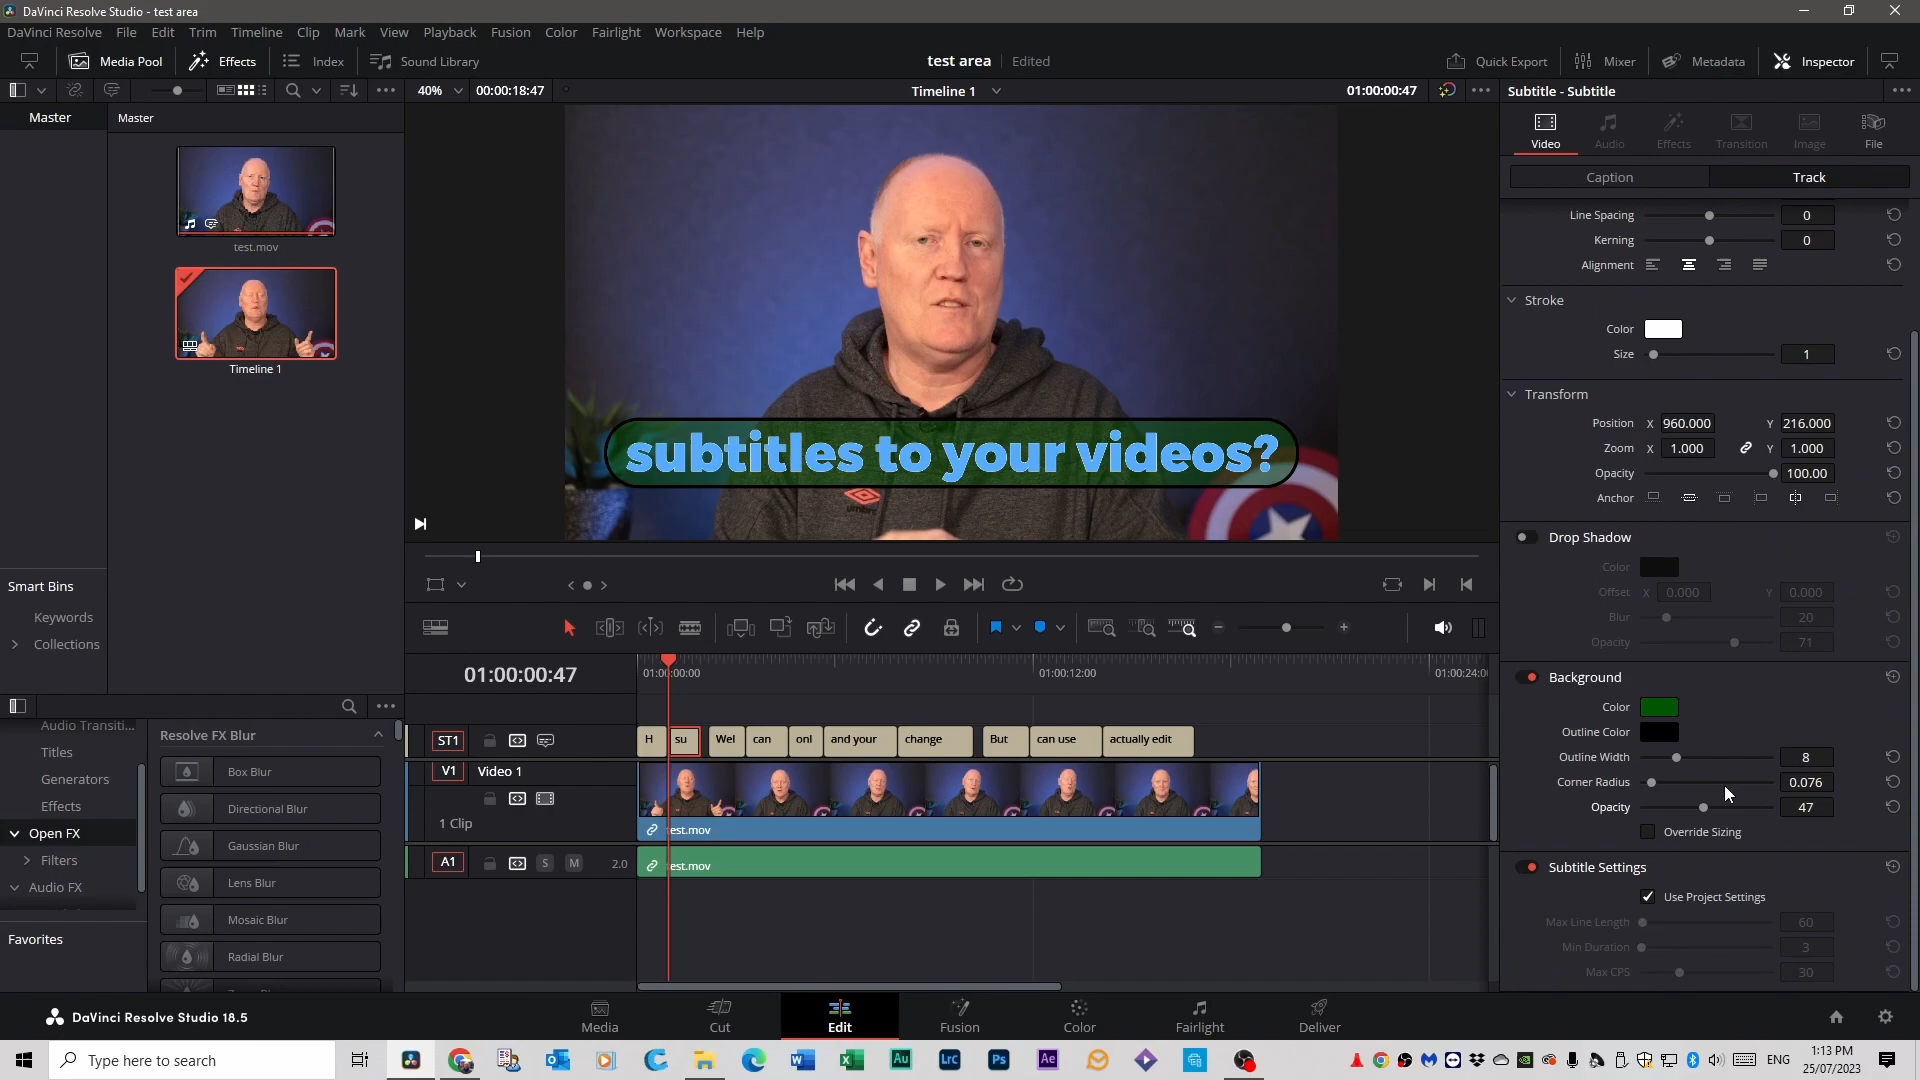 DaVinci Resolve Studio - test area
DaVinci Resolve File Edit Trim Timeline Clip Mark View Playback Fusion Color Fairlight Workspace Help
Media Pool Effects Index Sound Library test area Edited Quick Export Mixer Metadata Inspector
40% 00:00:18:47 Timeline 1 01:00:00:47 Subtitle - Subtitle
Master Master
Video Audio Effects Transition Image File
Caption Track
test.mov
Timeline 1
Line Spacing 0
Kerning 0
Alignment
Stroke
Color
Size 1
Transform
Position X 960.000 Y 216.000
Zoom X 1.000 Y 1.000
Opacity 100.00
Anchor
subtitles to your videos?
umbro
Drop Shadow
Color
Offset X 0.000 Y 0.000
Blur 20
Opacity 71
Smart Bins
Keywords
Collections
01:00:00:47 01:00:00:00 01:00:12:00 01:00:24:0
Background
Color
Outline Color
Outline Width 8
Corner Radius 0.076
Opacity 47
Override Sizing
Subtitle Settings
Use Project Settings
Max Line Length 60
Min Duration 3
Max CPS 30
Audio Transiti...
Titles
Generators
Effects
Open FX
Filters
Audio FX
Favorites
Resolve FX Blur
Box Blur
Directional Blur
Gaussian Blur
Lens Blur
Mosaic Blur
Radial Blur
ST1 H su Wel can onl and your change But can use actually edit
V1 Video 1
1 Clip
est.mov
A1 S M 2.0 est.mov
DaVinci Resolve Studio 18.5
Media Cut Edit Fusion Color Fairlight Deliver
Type here to search
Au Lrc Ps Ae
ENG 1:13 PM
25/07/2023